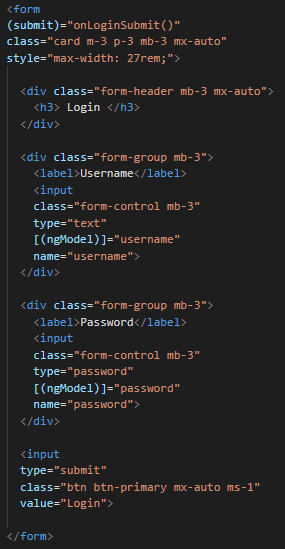 <form
(submit)="onLoginSubmit()"
class="card m-3 p-3 mb-3 mx-auto"
style="max-width: 27rem;">
<div class="form-header mb-3 mx-auto">
<h3> Login </h3>
</div>
<div class="form-group mb-3">
<label>Username</label>
<input
class="form-control mb-3"
type="text"
[(ngModel)]="username"
name="username">
</div>
<div class="form-group mb-3">
<label>Password</label>
<input
class="form-control mb-3"
type="password"
[(ngModel)]="password"
name="password">
</div>
<input
type="submit"
class="btn btn-primary mx-auto ms-1"
value="Login">
</form>